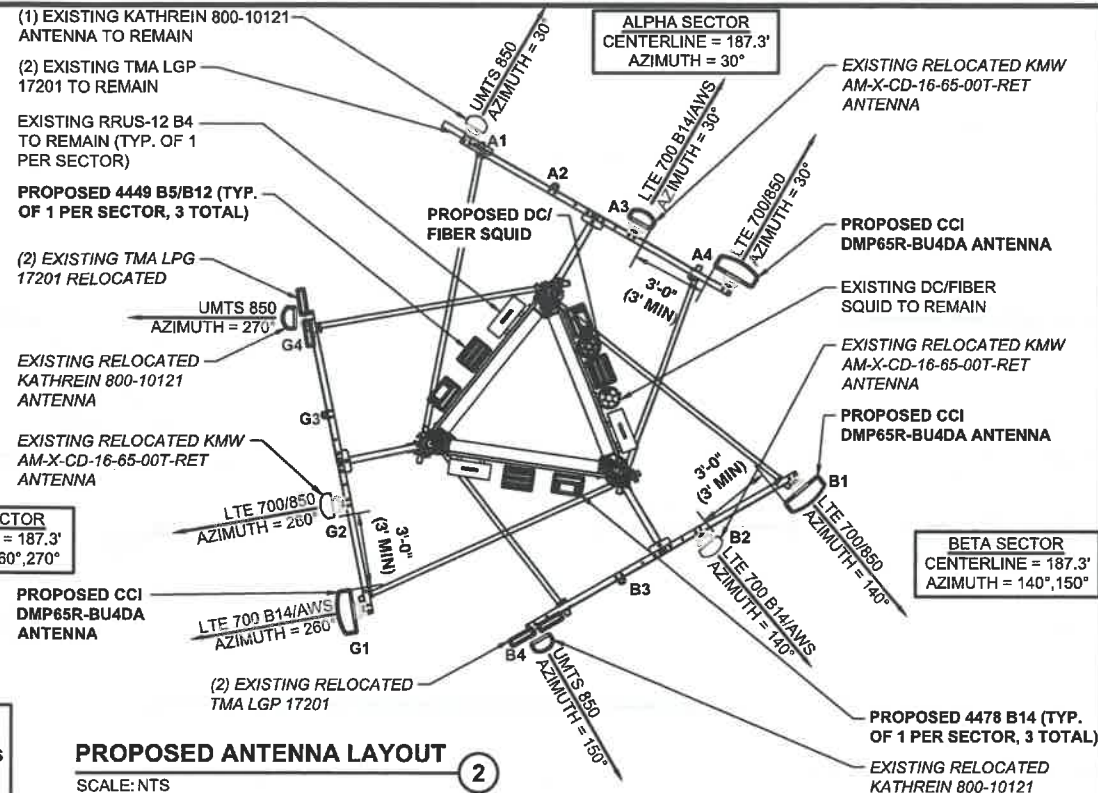 (1) EXISTING KATHREIN 800-10121
ANTENNA TO REMAIN
(2) EXISTING TMA LGP
17201 TO REMAIN
EXISTING RRUS-12 B4
TO REMAIN (TYP. OF 1
PER SECTOR)
PROPOSED 4449 B5/B12 (TYP.
OF 1 PER SECTOR, 3 TOTAL)
(2) EXISTING TMA LPG
17201 RELOCATED
UMTS 850
AZIMUTH = 270°
G4
EXISTING RELOCATED
KATHREIN 800-10121
ANTENNA
G3
EXISTING RELOCATED KMW
AM-X-CD-16-65-00T-RET
ANTENNA
LTE 700/850
AZIMUTH = 260°
G2
3'-0"
(3' MIN)
CTOR
= 187.3'
60°,270°
PROPOSED CCI
DMP65R-BU4DA
ANTENNA
LTE 700 B14/AWS
AZIMUTH = 260°
G1
UMTS 850
AZIMUTH = 30°
A1
A2
PROPOSED DC/
FIBER SQUID
ALPHA SECTOR
CENTERLINE = 187.3'
AZIMUTH = 30°
LTE 700 B14/AWS
AZIMUTH = 30°
A3
LTE 700/850
AZIMUTH = 30°
A4
3'-0"
(3' MIN)
EXISTING RELOCATED KMW
AM-X-CD-16-65-00T-RET
ANTENNA
PROPOSED CCI
DMP65R-BU4DA ANTENNA
EXISTING DC/FIBER
SQUID TO REMAIN
EXISTING RELOCATED KMW
AM-X-CD-16-65-00T-RET
ANTENNA
PROPOSED CCI
DMP65R-BU4DA ANTENNA
3'-0"
(3' MIN)
B1
LTE 700/850
AZIMUTH = 140°
B2
LTE 700 B14/AWS
AZIMUTH = 140°
BETA SECTOR
CENTERLINE = 187.3'
AZIMUTH = 140°,150°
B3
B4
UMTS 850
AZIMUTH = 150°
(2) EXISTING RELOCATED
TMA LGP 17201
PROPOSED 4478 B14 (TYP.
OF 1 PER SECTOR, 3 TOTAL)
EXISTING RELOCATED
KATHREIN 800-10121
S
PROPOSED ANTENNA LAYOUT
2
SCALE: NTS